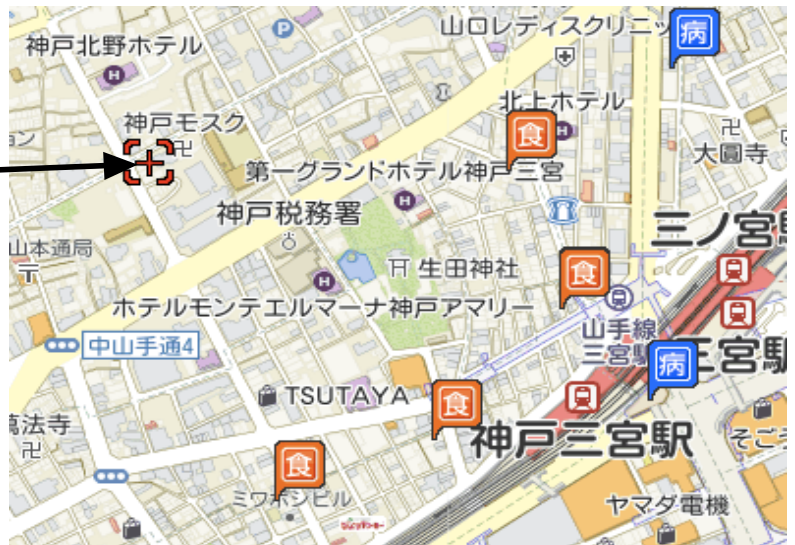 山口レディスクリニッ
病
神戸北野ホテル
P
H
北上ホテル
H
食
神戸モスク
卍
卍
大圓寺
第一グランドホテル神戸三宮
H
神戸税務署
三ノ宮駅
山本通局
〒
生田神社
食
H
ホテルモンテエルマーナ神戸アマリー
山手線
三宮駅
中山手通4
病
三宮駅
TSUTAYA
食
萬法寺
卍
神戸三宮駅
そごう
食
ミワボシビル
ヤマダ電機